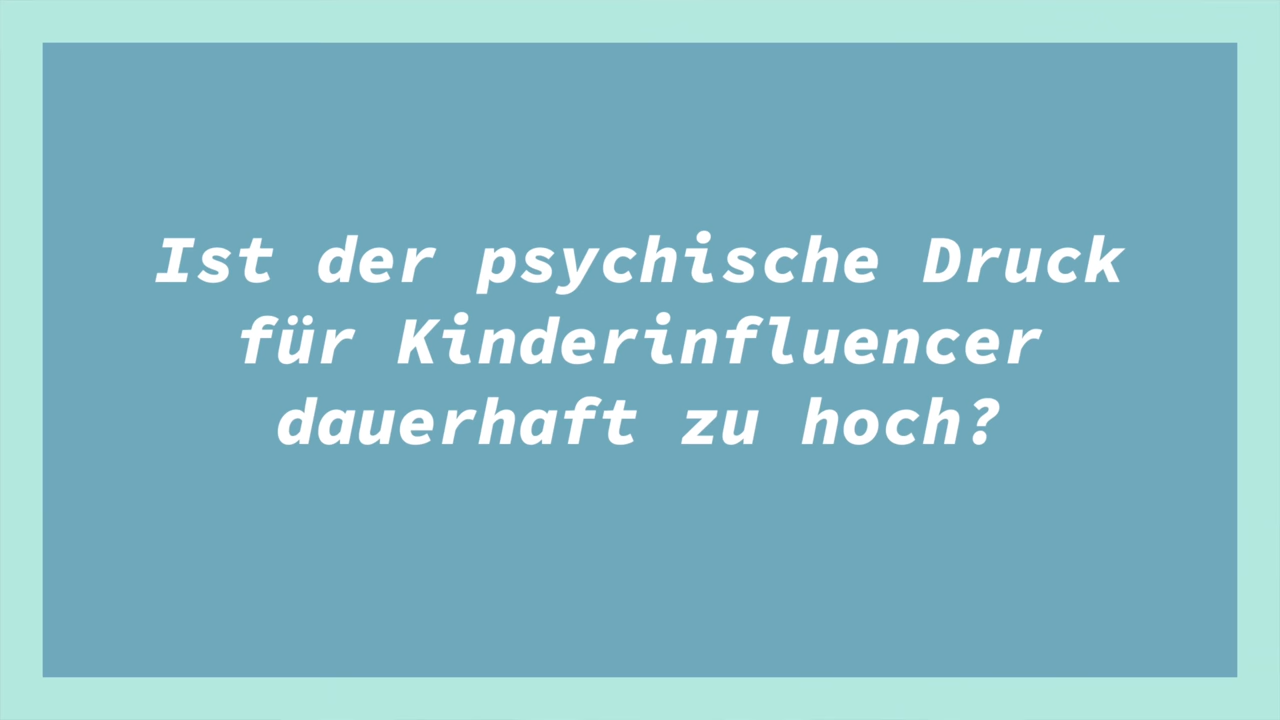 Ist der psychische Druck
für Kinderinfluencer
dauerhaft zu hoch?